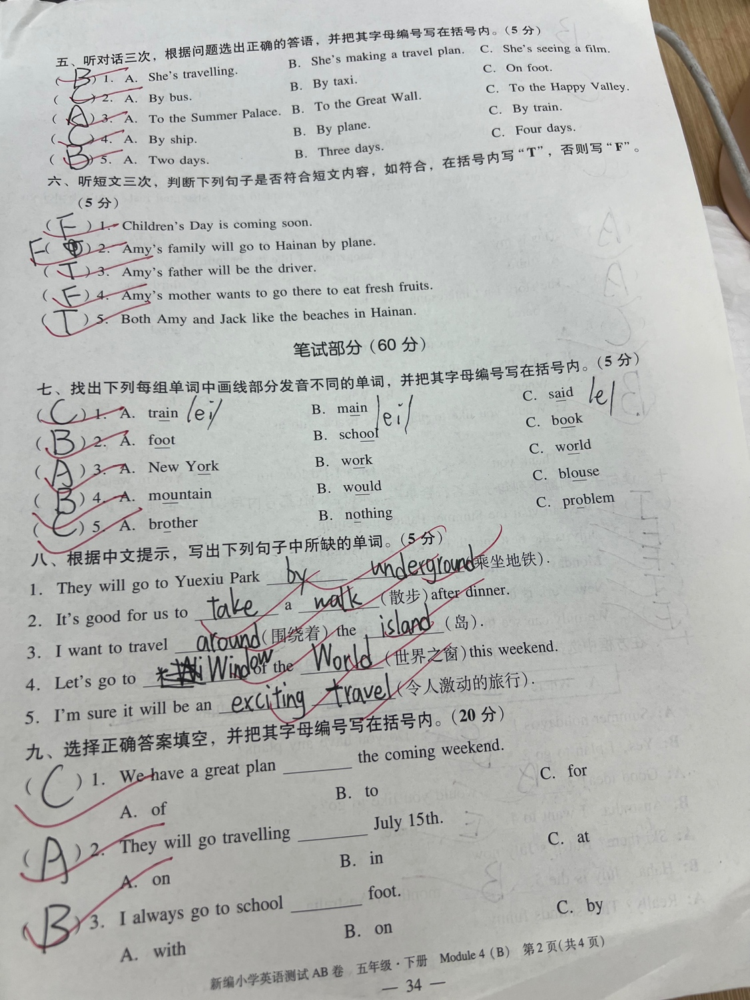 五、听对话三次，根据问题选出正确的答语，并把其字母编号写在括号内。（5 分）
( B ) 1. A. She's travelling. B. She's making a travel plan. C. She's seeing a film.
( C ) 2. A. By bus. B. By taxi. C. On foot.
( A ) 3. A. To the Summer Palace. B. To the Great Wall. C. To the Happy Valley.
( C ) 4. A. By ship. B. By plane. C. By train.
( B ) 5. A. Two days. B. Three days. C. Four days.
六、听短文三次，判断下列句子是否符合短文内容，如符合，在括号内写“T”，否则写“F”。
（5 分）
( F ) 1. Children's Day is coming soon.
F ( ) 2. Amy's family will go to Hainan by plane.
( T ) 3. Amy's father will be the driver.
( F ) 4. Amy's mother wants to go there to eat fresh fruits.
( T ) 5. Both Amy and Jack like the beaches in Hainan.
笔试部分（60 分）
七、找出下列每组单词中画线部分发音不同的单词，并把其字母编号写在括号内。（5 分）
( C ) 1. A. train /ei/ B. main /ei/ C. said /e/
( B ) 2. A. foot B. school C. book
( A ) 3. A. New York B. work C. world
( B ) 4. A. mountain B. would C. blouse
( C ) 5. A. brother B. nothing C. problem
八、根据中文提示，写出下列句子中所缺的单词。（5 分）
1. They will go to Yuexiu Park by underground (乘坐地铁).
2. It's good for us to take a walk (散步) after dinner.
3. I want to travel around (围绕着) the island (岛).
4. Let's go to Window of the World (世界之窗) this weekend.
5. I'm sure it will be an exciting travel (令人激动的旅行).
九、选择正确答案填空，并把其字母编号写在括号内。（20 分）
( C ) 1. We have a great plan ______ the coming weekend.
A. of B. to C. for
( A ) 2. They will go travelling ______ July 15th.
A. on B. in C. at
( B ) 3. I always go to school ______ foot.
A. with B. on C. by
新编小学英语测试 AB 卷 五年级·下册 Module 4 (B) 第 2 页(共 4 页)
— 34 —